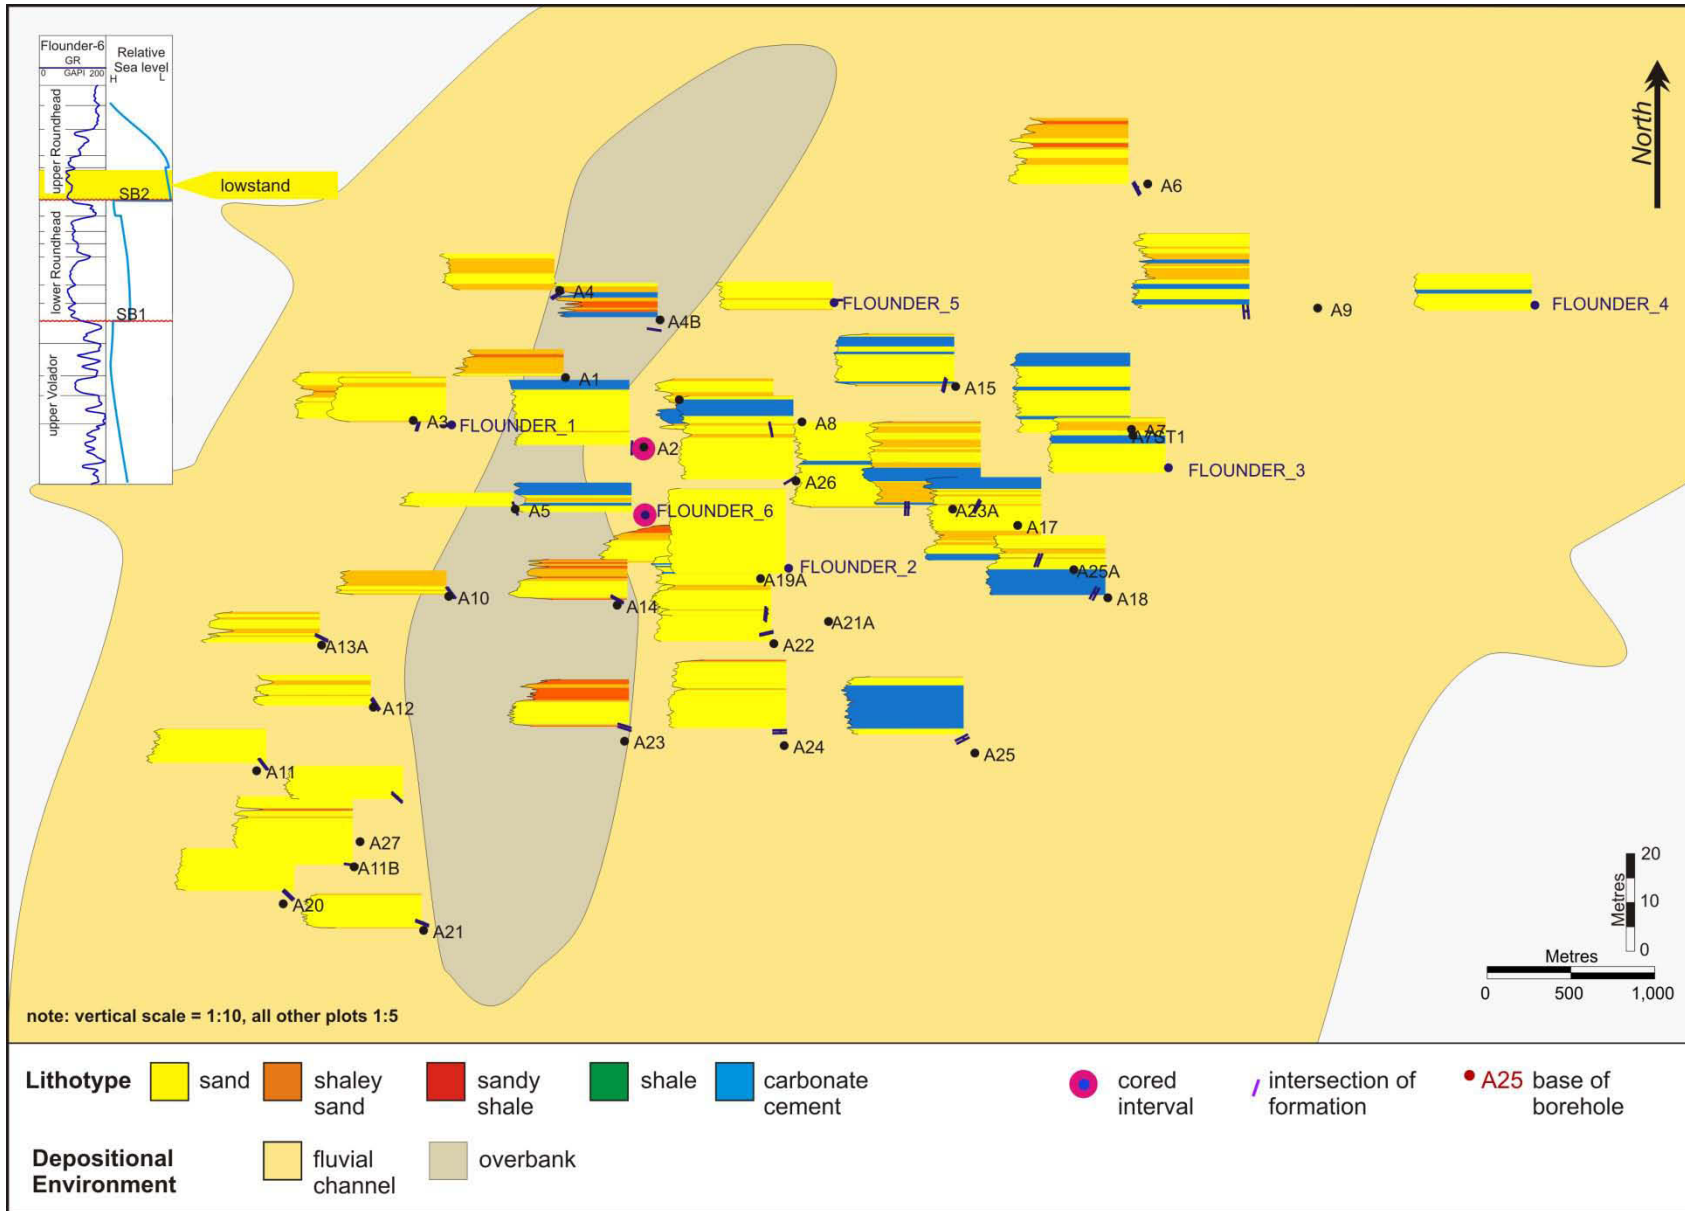 Flounder-6
GR
0 GAPI 200
Relative
Sea level
H L
upper Roundhead
lower Roundhead
upper Volador
SB2
SB1
lowstand
North
A6
A4
A4B
FLOUNDER_5
A9
FLOUNDER_4
A1
A15
A3
FLOUNDER_1
A8
A7
A7ST1
A2
FLOUNDER_3
A26
A5
FLOUNDER_6
A23A
A17
FLOUNDER_2
A19A
A25A
A10
A14
A18
A21A
A13A
A22
A12
A23
A24
A25
A11
A27
A11B
A20
A21
20
10
0
Metres
Metres
0 500 1,000
note: vertical scale = 1:10, all other plots 1:5
Lithotype
sand
shaley
sand
sandy
shale
shale
carbonate
cement
cored
interval
intersection of
formation
A25
base of
borehole
Depositional
Environment
fluvial
channel
overbank